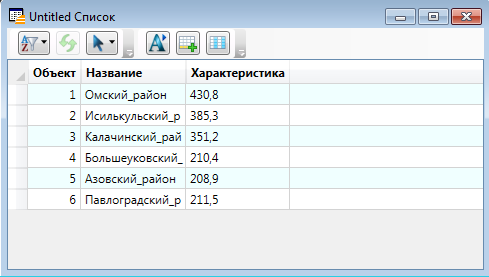 Untitled Список
Объект Название Характеристика
1 Омский_район 430,8
2 Исилькульский_р 385,3
3 Калачинский_рай 351,2
4 Большеуковский_ 210,4
5 Азовский_район 208,9
6 Павлоградский_р 211,5